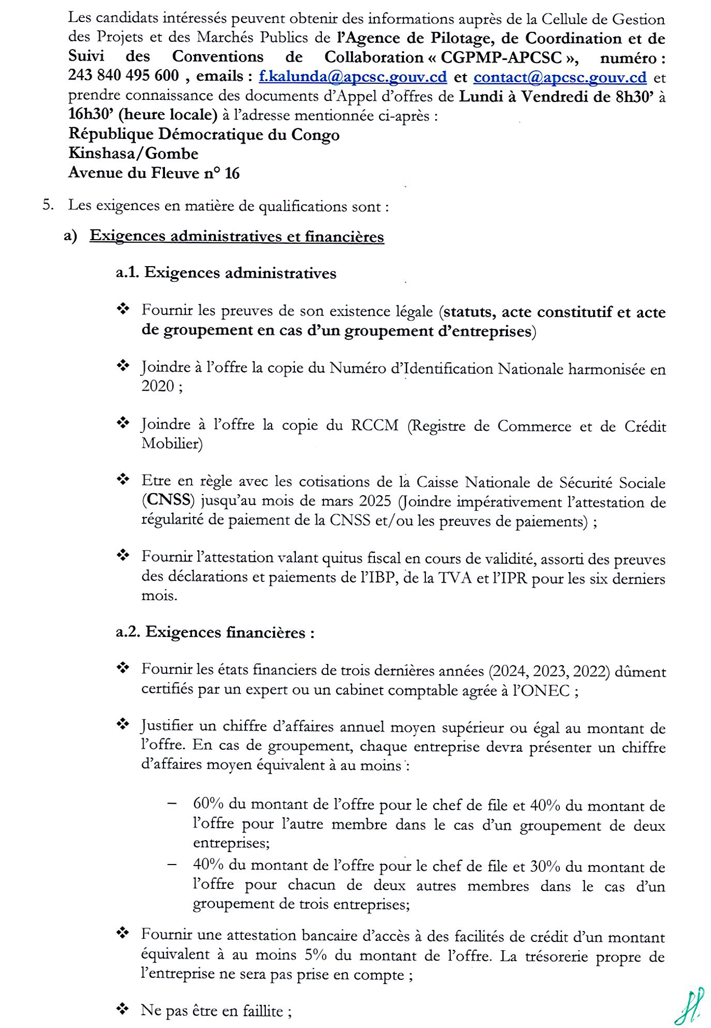 Les candidats intéressés peuvent obtenir des informations auprès de la Cellule de Gestion
des Projets et des Marchés Publics de l'Agence de Pilotage, de Coordination et de
Suivi des Conventions de Collaboration « CGPMP-APCSC », numéro :
243 840 495 600 , emails : f.kalunda@apcsc.gouv.cd et contact@apcsc.gouv.cd et
prendre connaissance des documents d'Appel d'offres de Lundi à Vendredi de 8h30' à
16h30' (heure locale) à l'adresse mentionnée ci-après :
République Démocratique du Congo
Kinshasa/Gombe
Avenue du Fleuve n° 16
5. Les exigences en matière de qualifications sont :
a) Exigences administratives et financières
a.1. Exigences administratives
❖ Fournir les preuves de son existence légale (statuts, acte constitutif et acte
de groupement en cas d'un groupement d'entreprises)
❖ Joindre à l'offre la copie du Numéro d'Identification Nationale harmonisée en
2020 ;
❖ Joindre à l'offre la copie du RCCM (Registre de Commerce et de Crédit
Mobilier)
❖ Etre en règle avec les cotisations de la Caisse Nationale de Sécurité Sociale
(CNSS) jusqu'au mois de mars 2025 (Joindre impérativement l'attestation de
régularité de paiement de la CNSS et/ou les preuves de paiements) ;
❖ Fournir l'attestation valant quitus fiscal en cours de validité, assorti des preuves
des déclarations et paiements de l'IBP, de la TVA et l'IPR pour les six derniers
mois.
a.2. Exigences financières :
❖ Fournir les états financiers de trois dernières années (2024, 2023, 2022) dûment
certifiés par un expert ou un cabinet comptable agrée à l'ONEC ;
❖ Justifier un chiffre d'affaires annuel moyen supérieur ou égal au montant de
l'offre. En cas de groupement, chaque entreprise devra présenter un chiffre
d'affaires moyen équivalent à au moins :
– 60% du montant de l'offre pour le chef de file et 40% du montant de
l'offre pour l'autre membre dans le cas d'un groupement de deux
entreprises;
– 40% du montant de l'offre pour le chef de file et 30% du montant de
l'offre pour chacun de deux autres membres dans le cas d'un
groupement de trois entreprises;
❖ Fournir une attestation bancaire d'accès à des facilités de crédit d'un montant
équivalent à au moins 5% du montant de l'offre. La trésorerie propre de
l'entreprise ne sera pas prise en compte ;
❖ Ne pas être en faillite ;